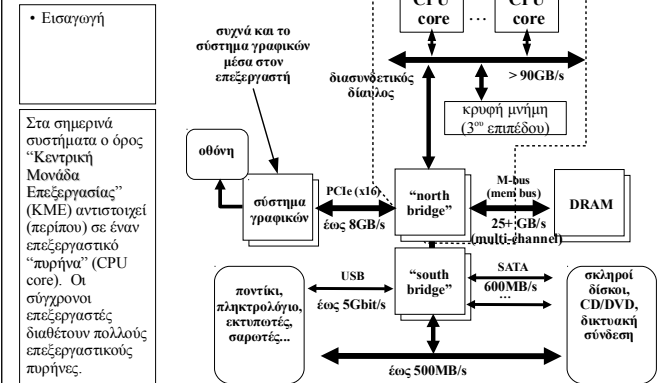 • Εισαγωγή
Στα σημερινά
συστήματα ο όρος
“Κεντρική
Μονάδα
Επεξεργασίας”
(ΚΜΕ) αντιστοιχεί
(περίπου) σε έναν
επεξεργαστικό
“πυρήνα” (CPU
core). Οι
σύγχρονοι
επεξεργαστές
διαθέτουν πολλούς
επεξεργαστικούς
πυρήνες.
συχνά και το
σύστημα γραφικών
μέσα στον
επεξεργαστή
CPU
core
…
CPU
core
διασυνδετικός
δίαυλος
> 90GB/s
κρυφή μνήμη
(3ου επιπέδου)
οθόνη
σύστημα
γραφικών
PCIe (x16)
έως 8GB/s
“north
bridge”
M-bus
(mem bus)
25+ GB/s
(multi-channel)
DRAM
ποντίκι,
πληκτρολόγιο,
εκτυπωτές,
σαρωτές...
USB
έως 5Gbit/s
“south
bridge”
SATA
600MB/s
…
σκληροί
δίσκοι,
CD/DVD,
δικτυακή
σύνδεση
έως 500MB/s